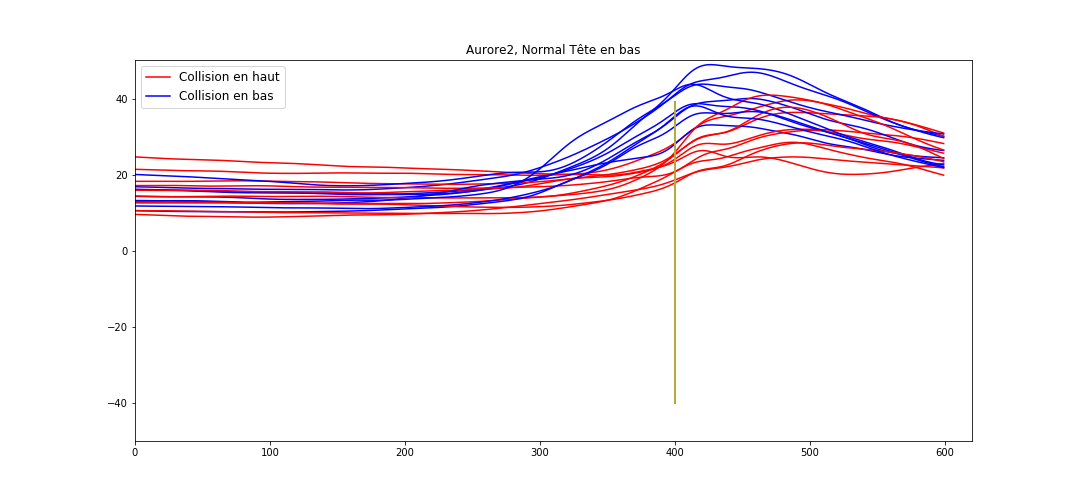 Aurore2, Normal Tête en bas
Collision en haut
Collision en bas
40
20
0
−20
−40
0 100 200 300 400 500 600